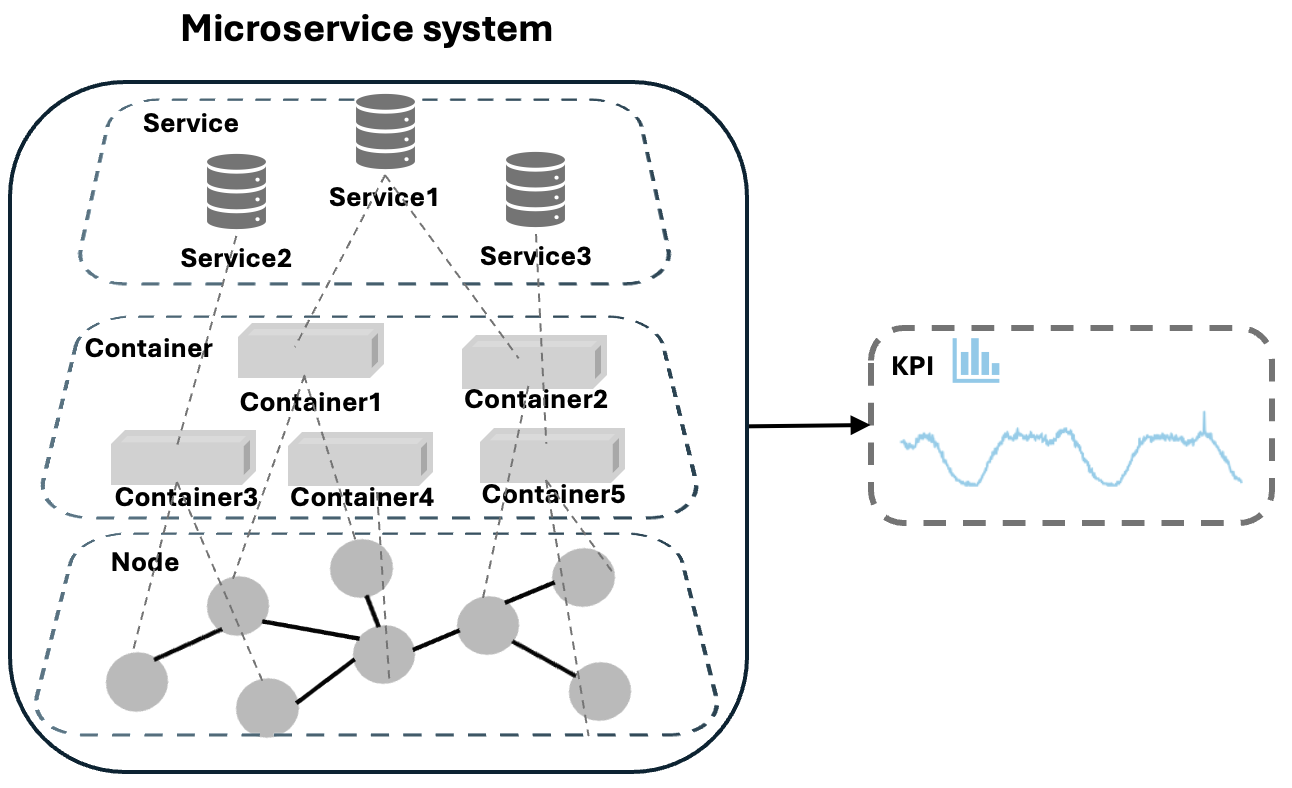 Microservice system
Service
Service1
Service2
Service3
Container
Container1
Container2
Container3
Container4
Container5
Node
KPI